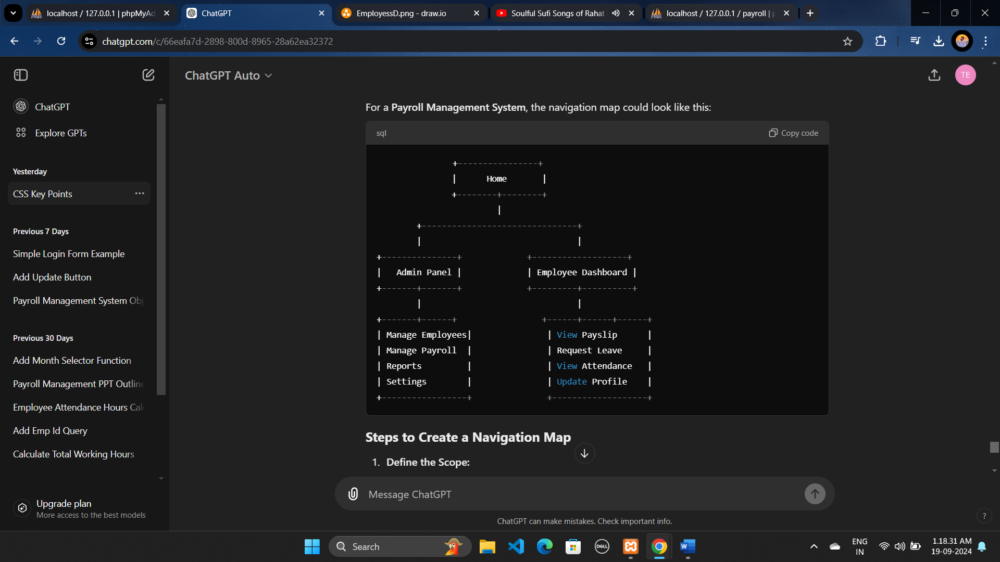 localhost / 127.0.0.1 | phpMyAd
ChatGPT
EmployessD.png - draw.io
Soulful Sufi Songs of Rahat
localhost / 127.0.0.1 / payroll | p
chatgpt.com/c/66eafa7d-2898-800d-8965-28a62ea32372
ChatGPT
Explore GPTs
Yesterday
CSS Key Points
Previous 7 Days
Simple Login Form Example
Add Update Button
Payroll Management System Obj
Previous 30 Days
Add Month Selector Function
Payroll Management PPT Outline
Employee Attendance Hours Calc
Add Emp Id Query
Calculate Total Working Hours
Upgrade plan
More access to the best models
ChatGPT Auto
TE
For a Payroll Management System, the navigation map could look like this:
sql
Copy code
+----------------+
|      Home       |
+--------+--------+
|
+-------------------------------+
|                               |
+---------------+             +-------------------+
|   Admin Panel |             | Employee Dashboard |
+-------+-------+             +---------+----------+
|                               |
+-------+------+                 +------+------+------+
| Manage Employees|               | View Payslip      |
| Manage Payroll  |               | Request Leave     |
| Reports         |               | View Attendance   |
| Settings        |               | Update Profile    |
+-----------------+               +-------------------+
Steps to Create a Navigation Map
1. Define the Scope:
Message ChatGPT
ChatGPT can make mistakes. Check important info.
?
Search
DELL
W
ENG
IN
1.18.31 AM
19-09-2024